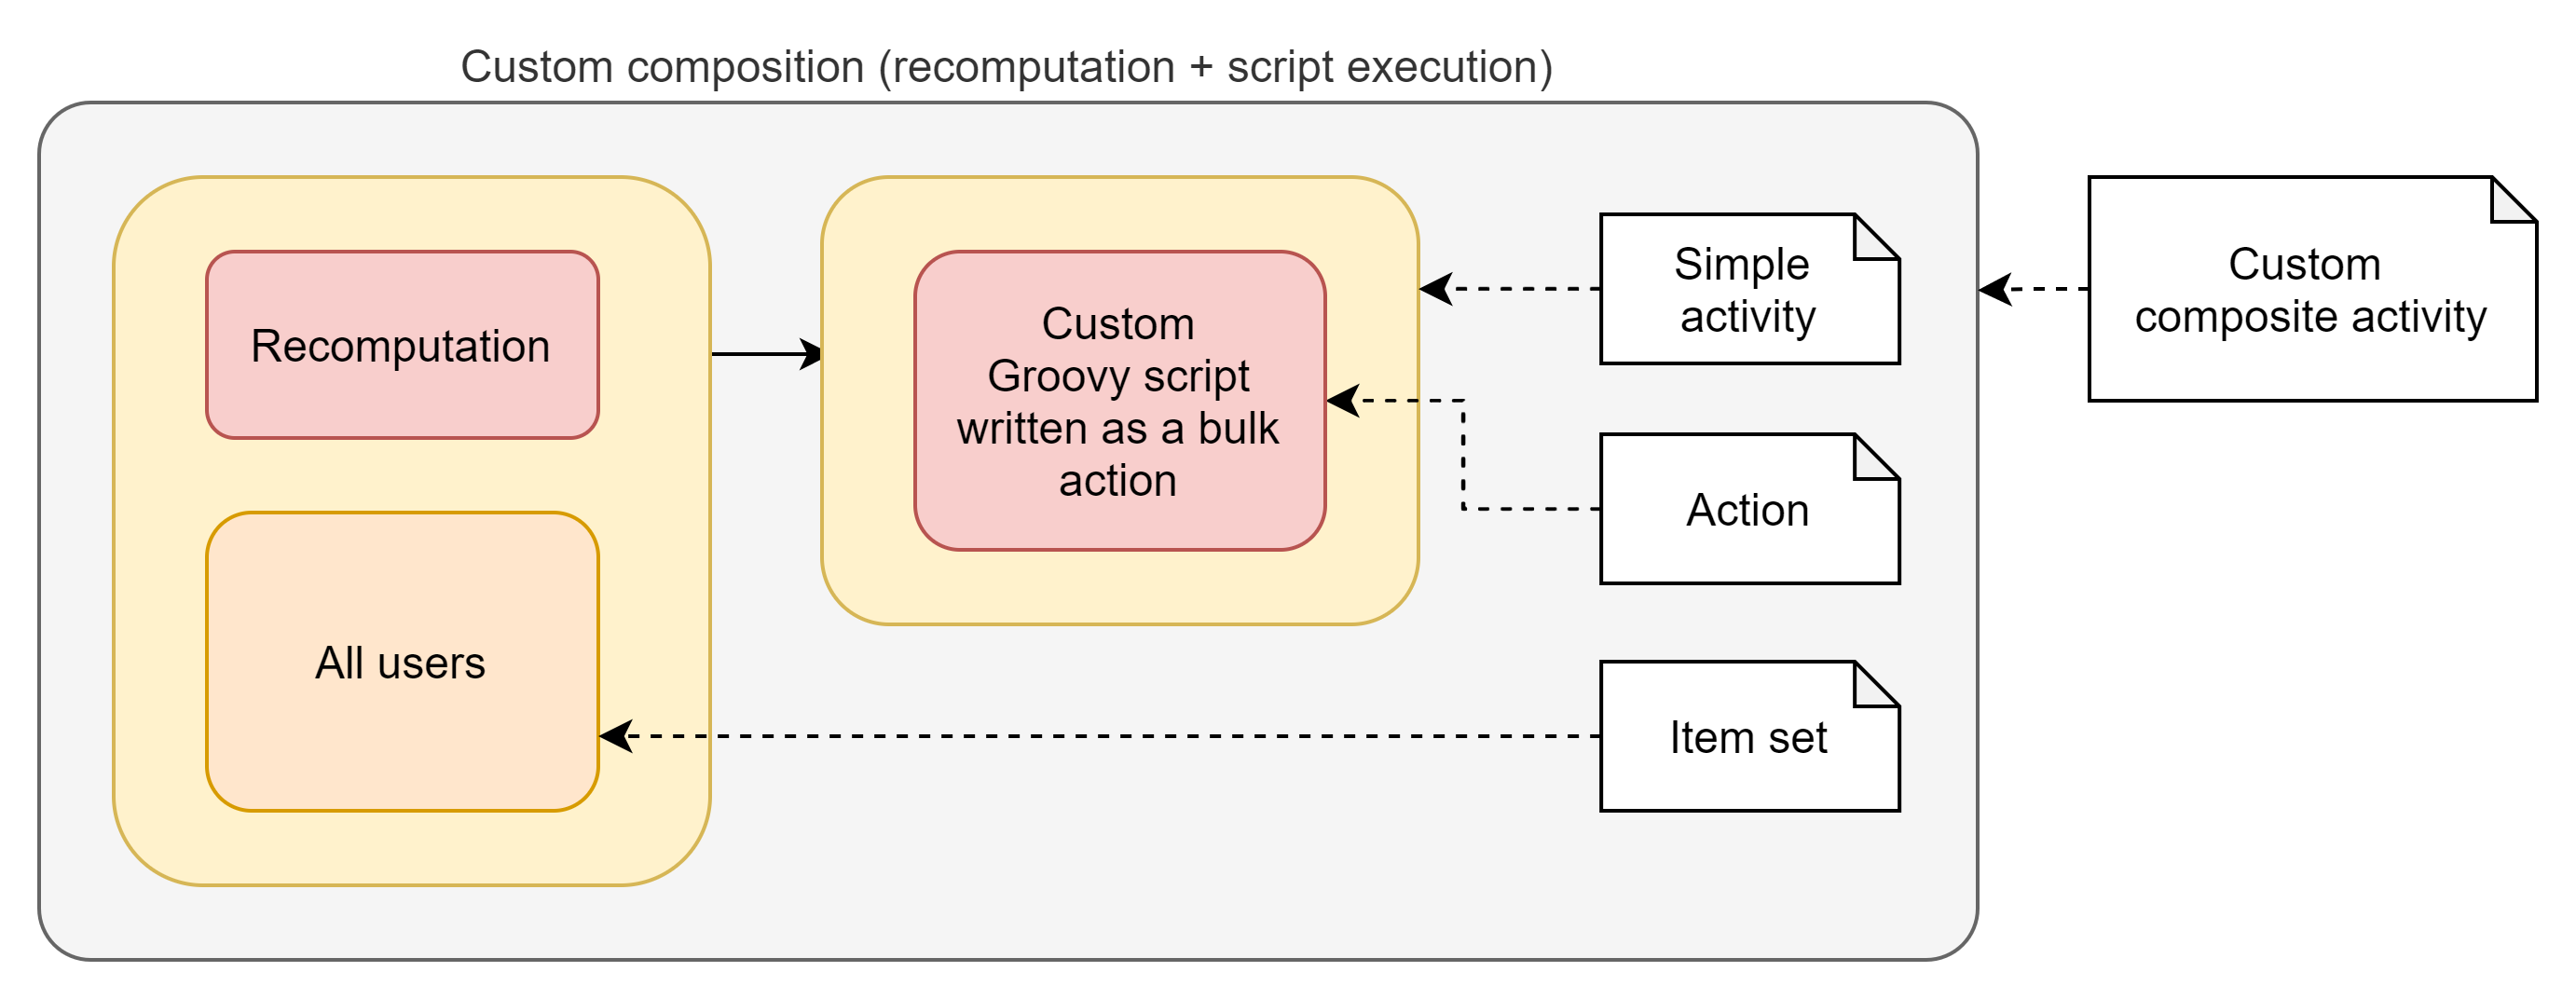 Custom composition (recomputation + script execution)
Recomputation
All users
Custom
Groovy script
written as a bulk
action
Simple
activity
Action
Item set
Custom
composite activity